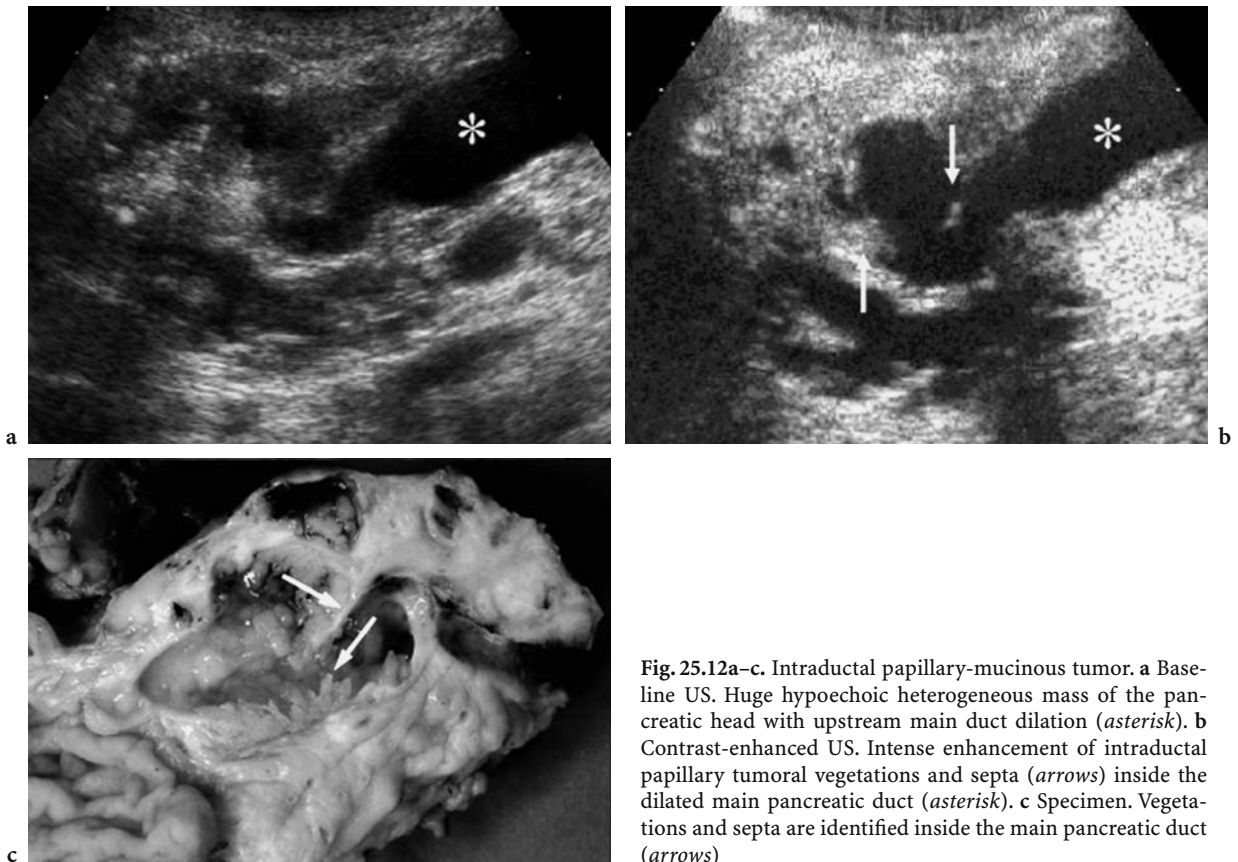 a
b
c
Fig. 25.12a–c. Intraductal papillary-mucinous tumor. a Base-
line US. Huge hypoechoic heterogeneous mass of the pan-
creatic head with upstream main duct dilation (asterisk). b
Contrast-enhanced US. Intense enhancement of intraductal
papillary tumoral vegetations and septa (arrows) inside the
dilated main pancreatic duct (asterisk). c Specimen. Vegeta-
tions and septa are identified inside the main pancreatic duct
(arrows)